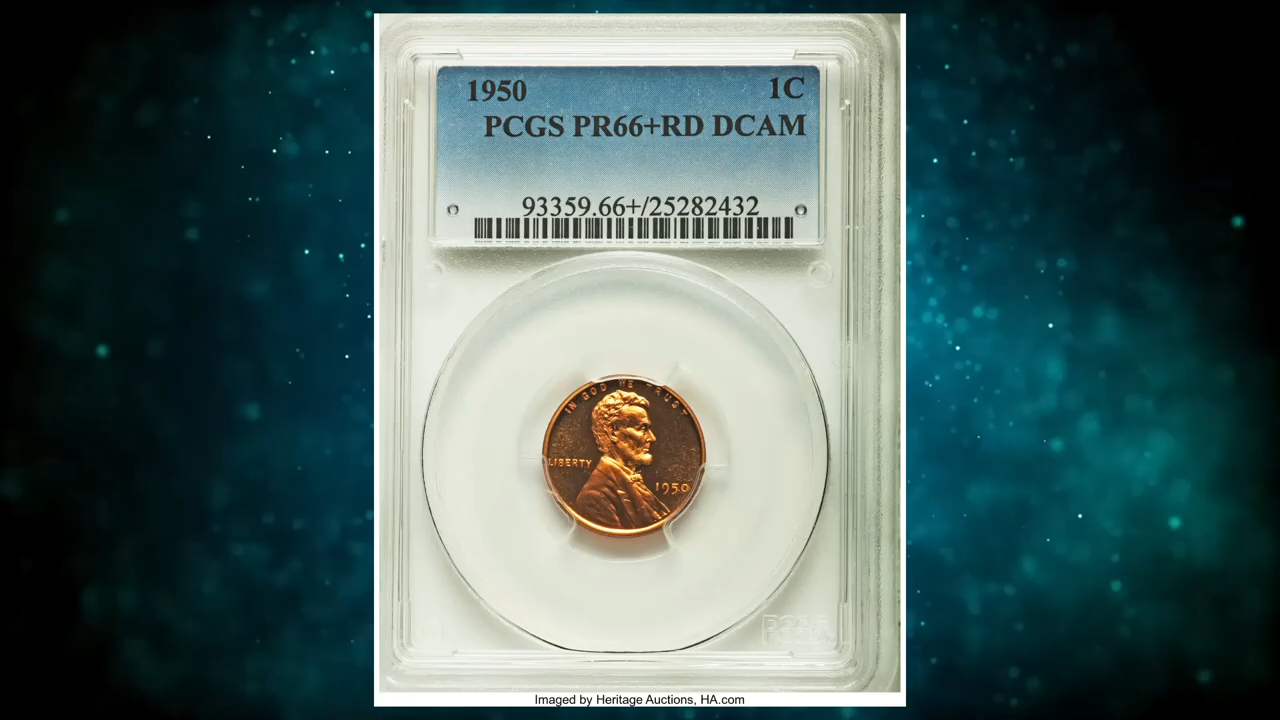 1950 1C
PCGS PR66+RD DCAM
93359.66+/25282432
IN GOD WE TRUST
LIBERTY
1950
PCGS
Imaged by Heritage Auctions, HA.com